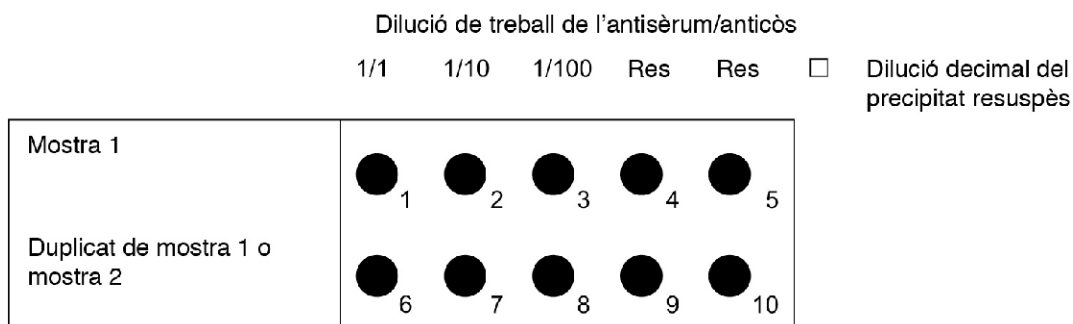 Dilució de treball de l'antisèrum/anticòs
1/1 1/10 1/100 Res Res □ Dilució decimal del
precipitat resuspès
Mostra 1
1 2 3 4 5
Duplicat de mostra 1 o
mostra 2
6 7 8 9 10